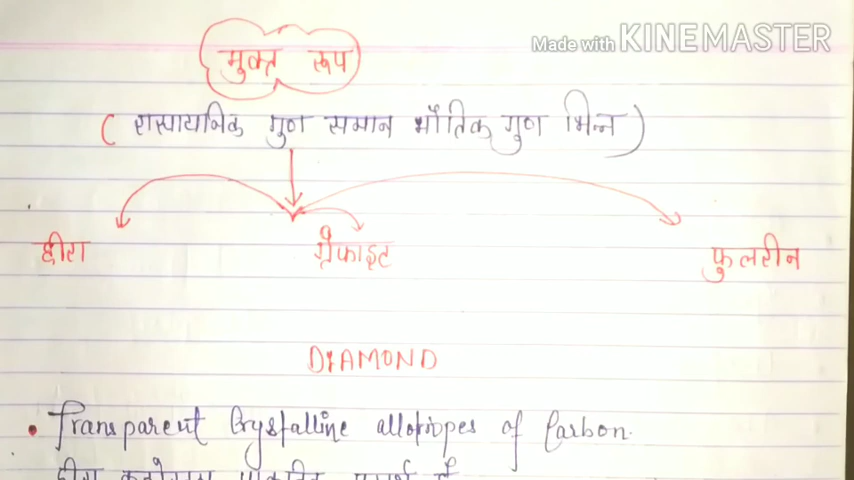 Made with KINEMASTER
मुक्त रूप
( रासायनिक गुण समान भौतिक गुण भिन्न )
हीरा ग्रेफाइट फुलरीन
DIAMOND
• Transparent Crystalline allotropes of Carbon.
हीरा